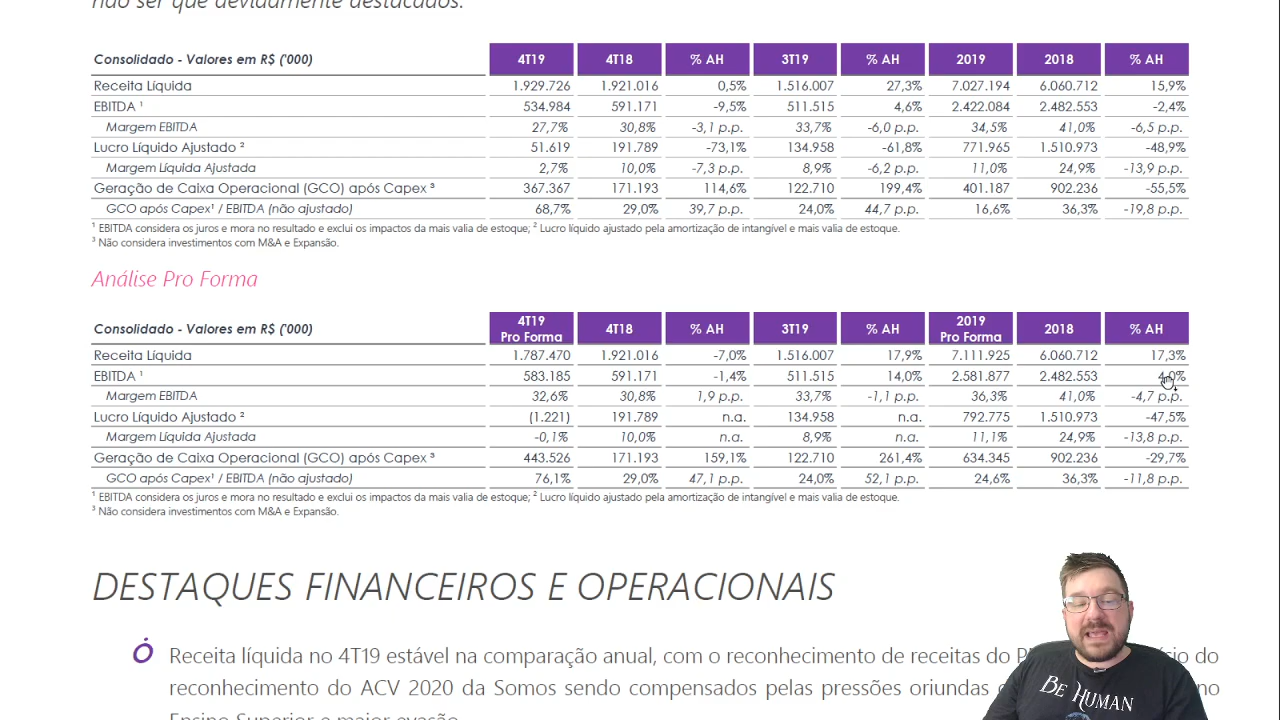 não ser que devidamente destacados.
Consolidado - Valores em R$ ('000) 4T19 4T18 % AH 3T19 % AH 2019 2018 % AH
Receita Líquida 1.929.726 1.921.016 0,5% 1.516.007 27,3% 7.027.194 6.060.712 15,9%
EBITDA ¹ 534.984 591.171 -9,5% 511.515 4,6% 2.422.084 2.482.553 -2,4%
Margem EBITDA 27,7% 30,8% -3,1 p.p. 33,7% -6,0 p.p. 34,5% 41,0% -6,5 p.p.
Lucro Líquido Ajustado ² 51.619 191.789 -73,1% 134.958 -61,8% 771.965 1.510.973 -48,9%
Margem Líquida Ajustada 2,7% 10,0% -7,3 p.p. 8,9% -6,2 p.p. 11,0% 24,9% -13,9 p.p.
Geração de Caixa Operacional (GCO) após Capex ³ 367.367 171.193 114,6% 122.710 199,4% 401.187 902.236 -55,5%
GCO após Capex¹ / EBITDA (não ajustado) 68,7% 29,0% 39,7 p.p. 24,0% 44,7 p.p. 16,6% 36,3% -19,8 p.p.
¹ EBITDA considera os juros e mora no resultado e exclui os impactos da mais valia de estoque; ² Lucro líquido ajustado pela amortização de intangível e mais valia de estoque.
³ Não considera investimentos com M&A e Expansão.
Análise Pro Forma
Consolidado - Valores em R$ ('000) 4T19 Pro Forma 4T18 % AH 3T19 % AH 2019 Pro Forma 2018 % AH
Receita Líquida 1.787.470 1.921.016 -7,0% 1.516.007 17,9% 7.111.925 6.060.712 17,3%
EBITDA ¹ 583.185 591.171 -1,4% 511.515 14,0% 2.581.877 2.482.553 4,0%
Margem EBITDA 32,6% 30,8% 1,9 p.p. 33,7% -1,1 p.p. 36,3% 41,0% -4,7 p.p.
Lucro Líquido Ajustado ² (1.221) 191.789 n.a. 134.958 n.a. 792.775 1.510.973 -47,5%
Margem Líquida Ajustada -0,1% 10,0% n.a. 8,9% n.a. 11,1% 24,9% -13,8 p.p.
Geração de Caixa Operacional (GCO) após Capex ³ 443.526 171.193 159,1% 122.710 261,4% 634.345 902.236 -29,7%
GCO após Capex¹ / EBITDA (não ajustado) 76,1% 29,0% 47,1 p.p. 24,0% 52,1 p.p. 24,6% 36,3% -11,8 p.p.
¹ EBITDA considera os juros e mora no resultado e exclui os impactos da mais valia de estoque; ² Lucro líquido ajustado pela amortização de intangível e mais valia de estoque.
³ Não considera investimentos com M&A e Expansão.
DESTAQUES FINANCEIROS E OPERACIONAIS
Receita líquida no 4T19 estável na comparação anual, com o reconhecimento de receitas do do
reconhecimento do ACV 2020 da Somos sendo compensados pelas pressões oriundas no
Ensino Superior e maior evasão.
BE HUMAN